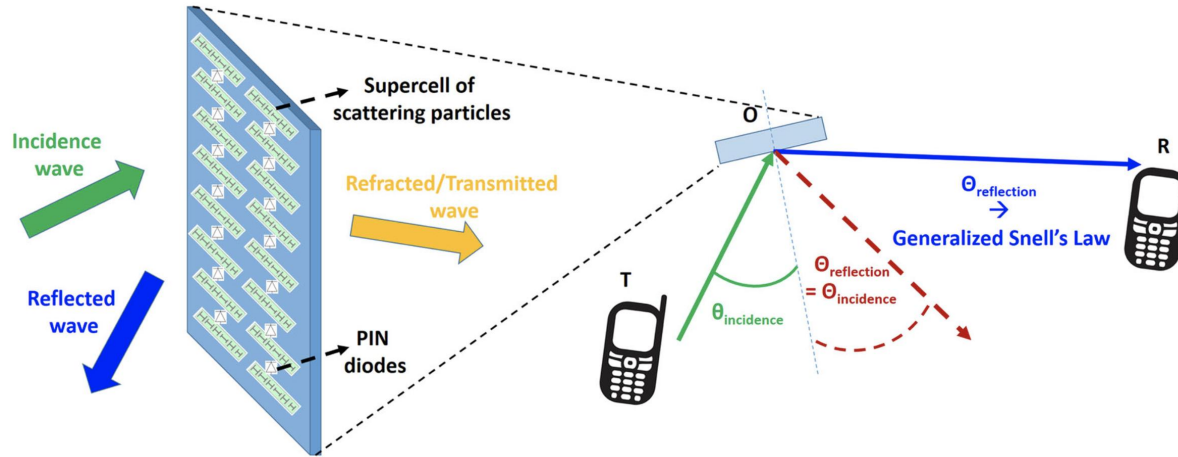 Supercell of
scattering particles
Incidence
wave
Refracted/Transmitted
wave
Reflected
wave
PIN
diodes
O
R
T
θincidence
Θreflection
= Θincidence
Θreflection
→
Generalized Snell's Law